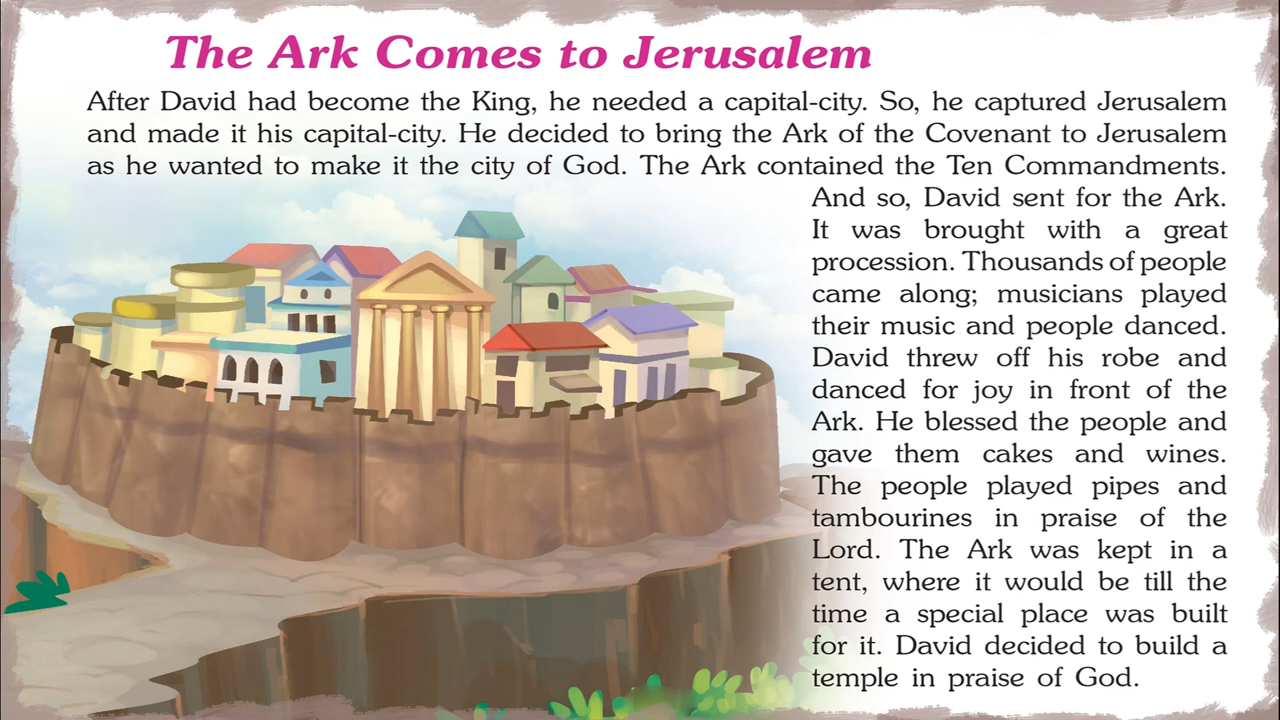 The Ark Comes to Jerusalem
After David had become the King, he needed a capital-city. So, he captured Jerusalem
and made it his capital-city. He decided to bring the Ark of the Covenant to Jerusalem
as he wanted to make it the city of God. The Ark contained the Ten Commandments.
And so, David sent for the Ark.
It was brought with a great
procession. Thousands of people
came along; musicians played
their music and people danced.
David threw off his robe and
danced for joy in front of the
Ark. He blessed the people and
gave them cakes and wines.
The people played pipes and
tambourines in praise of the
Lord. The Ark was kept in a
tent, where it would be till the
time a special place was built
for it. David decided to build a
temple in praise of God.